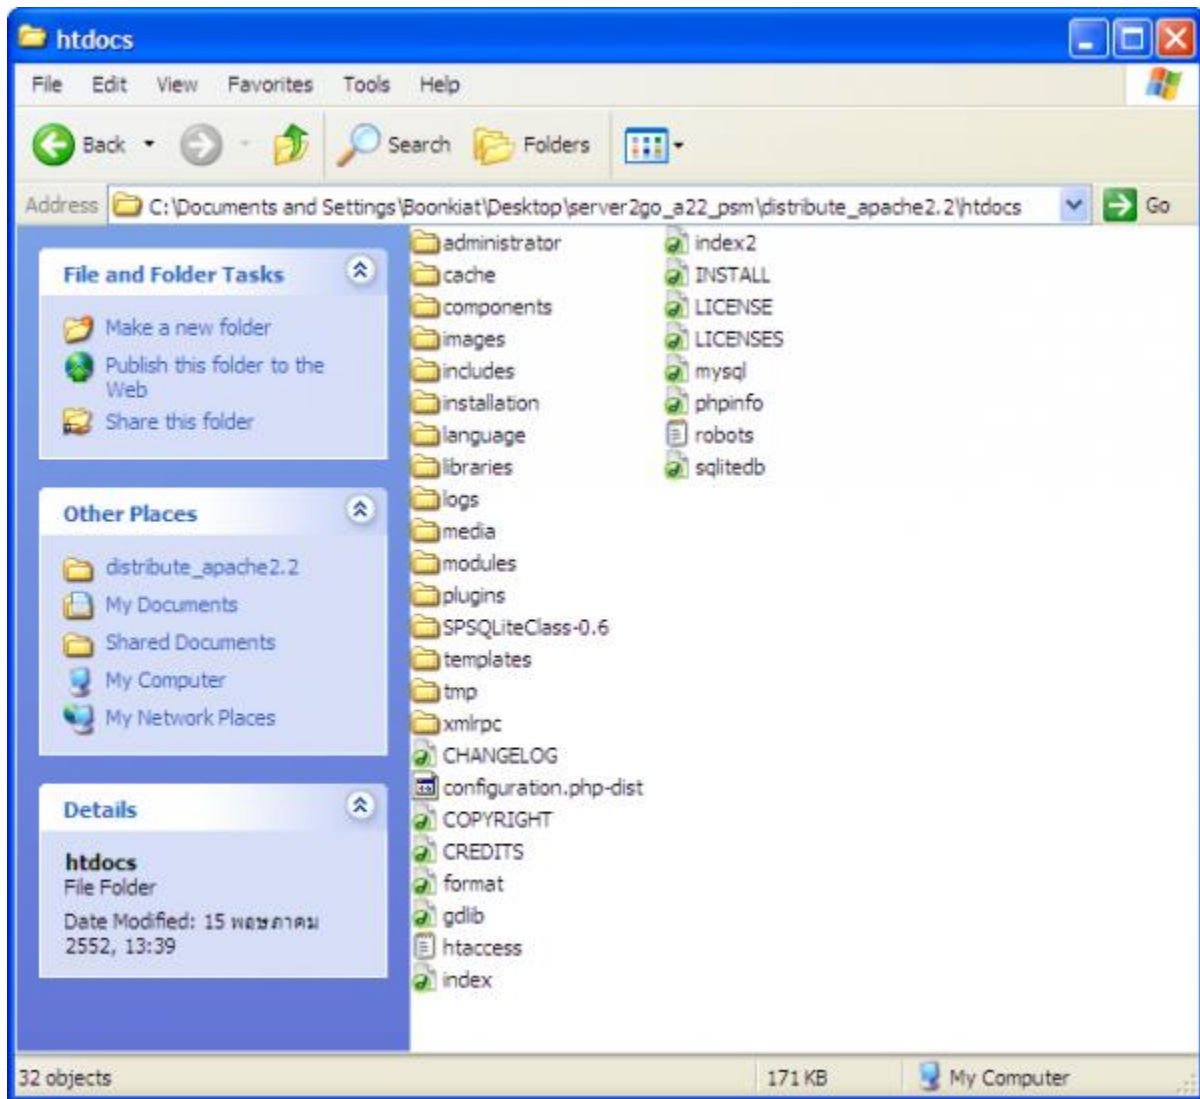 htdocs
File Edit View Favorites Tools Help
Back Search Folders
Address C:\Documents and Settings\Boonkiat\Desktop\server2go_a22_psm\distribute_apache2.2\htdocs Go
File and Folder Tasks
Make a new folder
Publish this folder to the
Web
Share this folder
Other Places
distribute_apache2.2
My Documents
Shared Documents
My Computer
My Network Places
Details
htdocs
File Folder
Date Modified: 15 พฤษภาคม
2552, 13:39
administrator
cache
components
images
includes
installation
language
libraries
logs
media
modules
plugins
SPSQLiteClass-0.6
templates
tmp
xmlrpc
CHANGELOG
configuration.php-dist
COPYRIGHT
CREDITS
format
gdlib
htaccess
index
index2
INSTALL
LICENSE
LICENSES
mysql
phpinfo
robots
sqlitedb
32 objects 171 KB My Computer